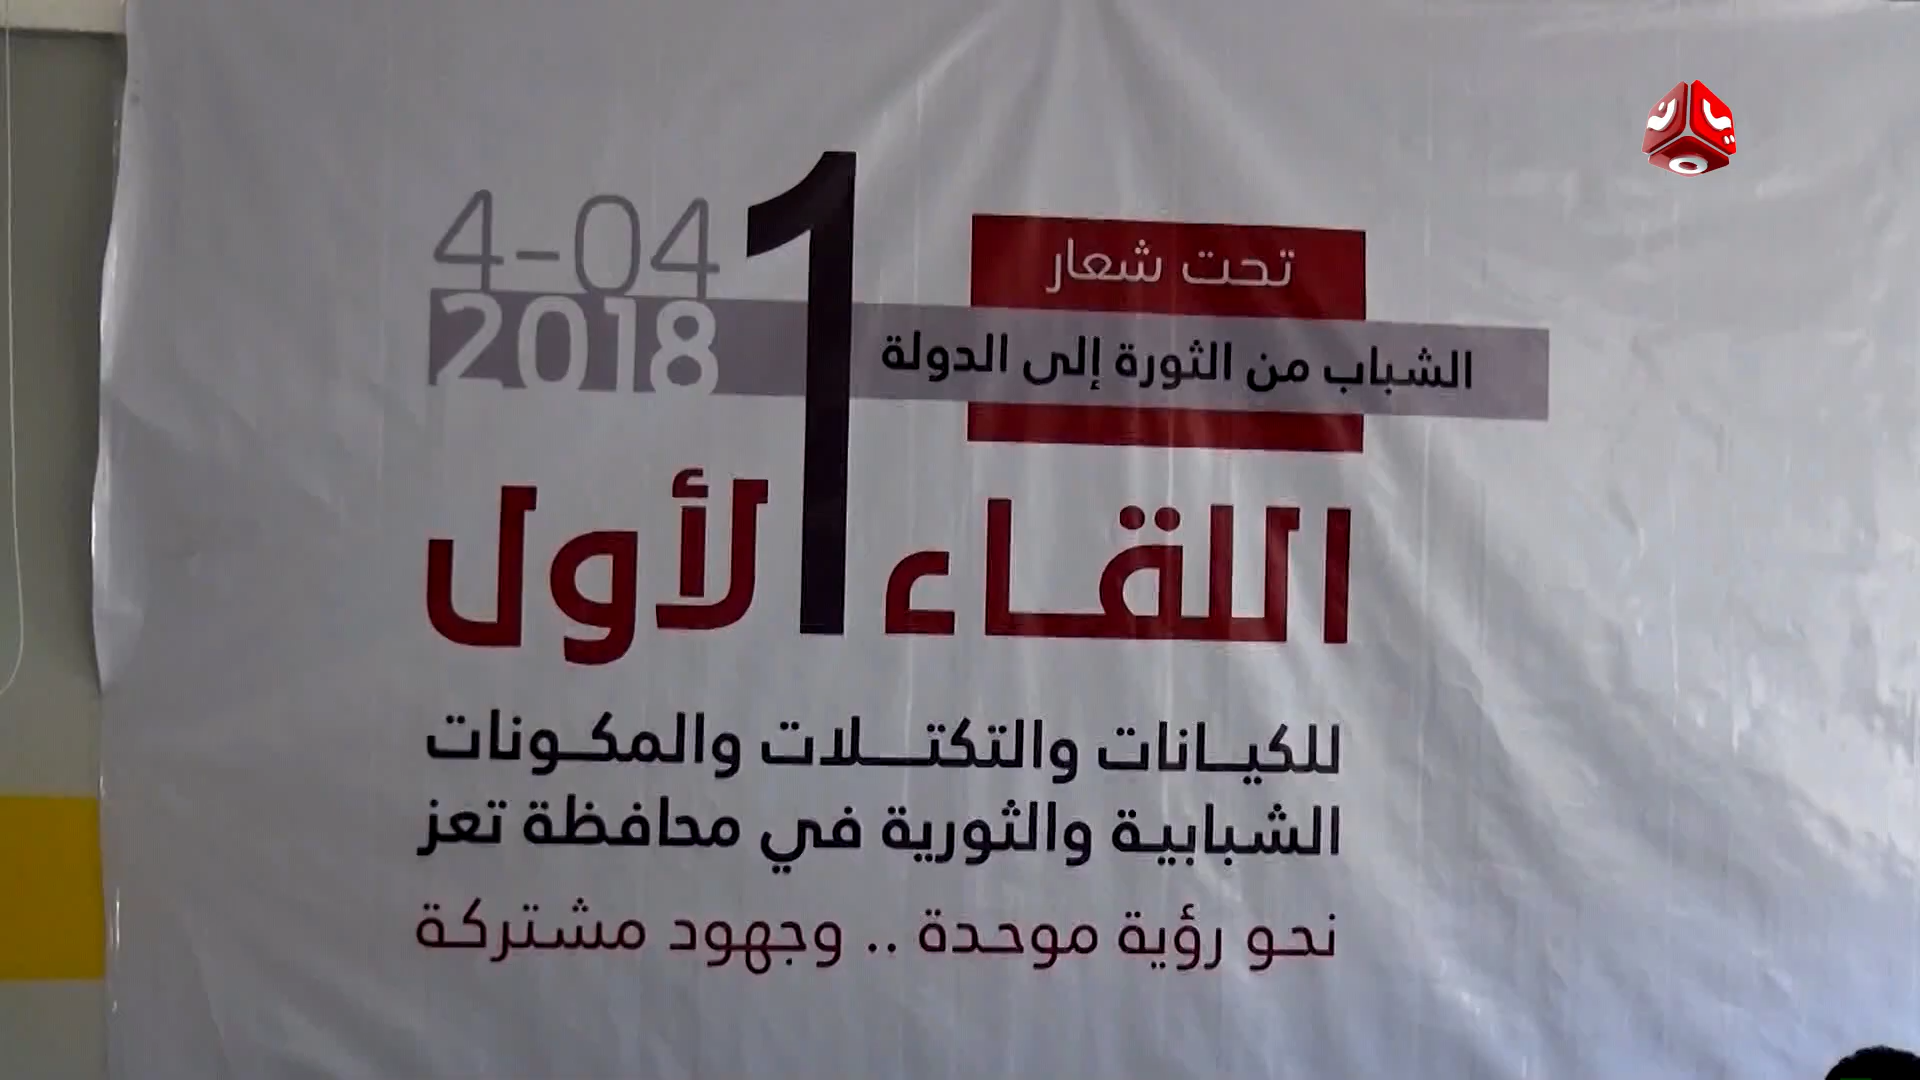 4-04
2018
تحت شعار
الشباب من الثورة إلى الدولة
اللقاء الأول
للكيانات والتكتلات والمكونات
الشبابية والثورية في محافظة تعز
نحو رؤية موحدة .. وجهود مشتركة